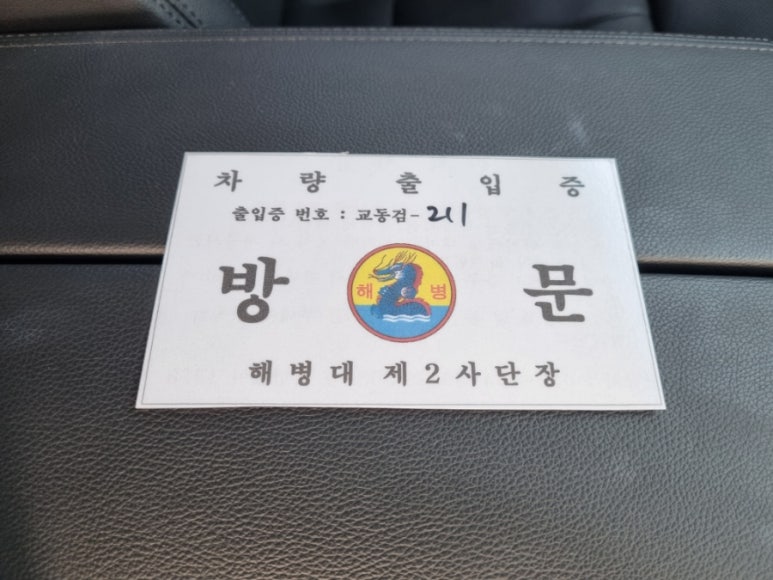 차량출입증
출입증 번호 : 교동검-211
방문
해병
해병대 제2사단장